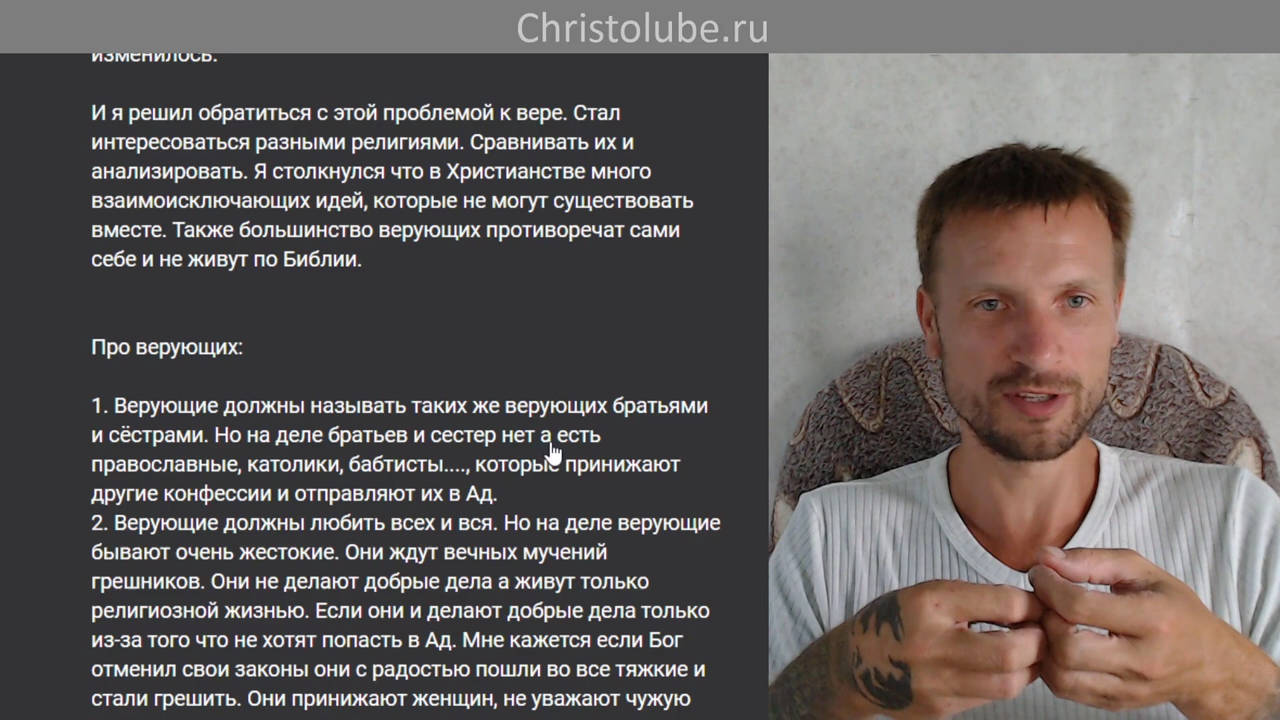 Christolube.ru
изменилось.
И я решил обратиться с этой проблемой к вере. Стал
интересоваться разными религиями. Сравнивать их и
анализировать. Я столкнулся что в Христианстве много
взаимоисключающих идей, которые не могут существовать
вместе. Также большинство верующих противоречат сами
себе и не живут по Библии.
Про верующих:
1. Верующие должны называть таких же верующих братьями
и сёстрами. Но на деле братьев и сестер нет а есть
православные, католики, бабтисты...., которые принижают
другие конфессии и отправляют их в Ад.
2. Верующие должны любить всех и вся. Но на деле верующие
бывают очень жестокие. Они ждут вечных мучений
грешников. Они не делают добрые дела а живут только
религиозной жизнью. Если они и делают добрые дела только
из-за того что не хотят попасть в Ад. Мне кажется если Бог
отменил свои законы они с радостью пошли во все тяжкие и
стали грешить. Они принижают женщин, не уважают чужую